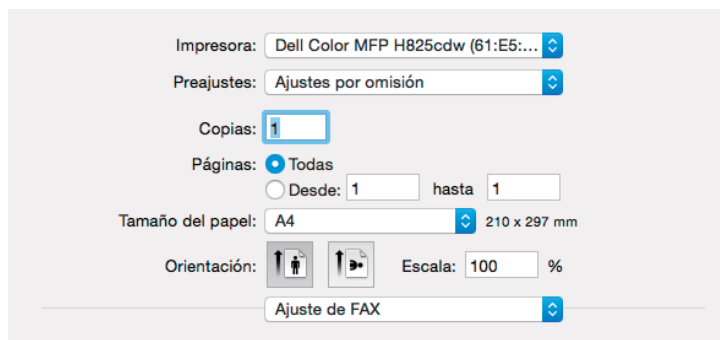 Impresora: Dell Color MFP H825cdw (61:E5:...
Preajustes: Ajustes por omisión
Copias: 1
Páginas: Todas
Desde: 1 hasta 1
Tamaño del papel: A4 210 x 297 mm
Orientación: Escala: 100 %
Ajuste de FAX